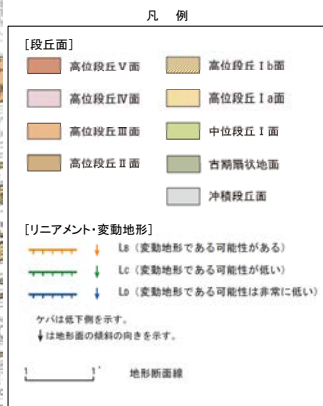 凡 例
[段丘面]
高位段丘Ⅴ面
高位段丘Ⅳ面
高位段丘Ⅲ面
高位段丘Ⅱ面
高位段丘Ⅰb面
高位段丘Ⅰa面
中位段丘Ⅰ面
古期扇状地面
沖積段丘面
[リニアメント・変動地形]
LB (変動地形である可能性がある)
LC (変動地形である可能性が低い)
LD (変動地形である可能性は非常に低い)
ケバは低下側を示す。
↓は地形面の傾斜の向きを示す。
1 1' 地形断面線